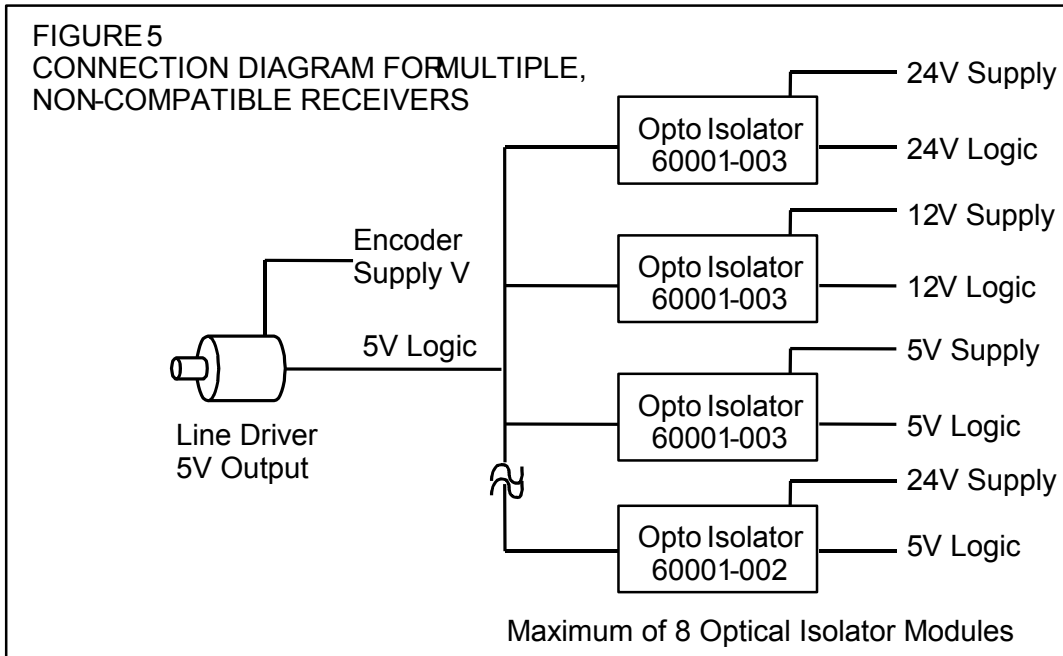 FIGURE 5
CONNECTION DIAGRAM FOR MULTIPLE,
NON-COMPATIBLE RECEIVERS
24V Supply
Opto Isolator
60001-003
24V Logic
12V Supply
Opto Isolator
60001-003
12V Logic
Encoder
Supply V
5V Logic
5V Supply
Opto Isolator
60001-003
5V Logic
Line Driver
5V Output
24V Supply
Opto Isolator
60001-002
5V Logic
Maximum of 8 Optical Isolator Modules